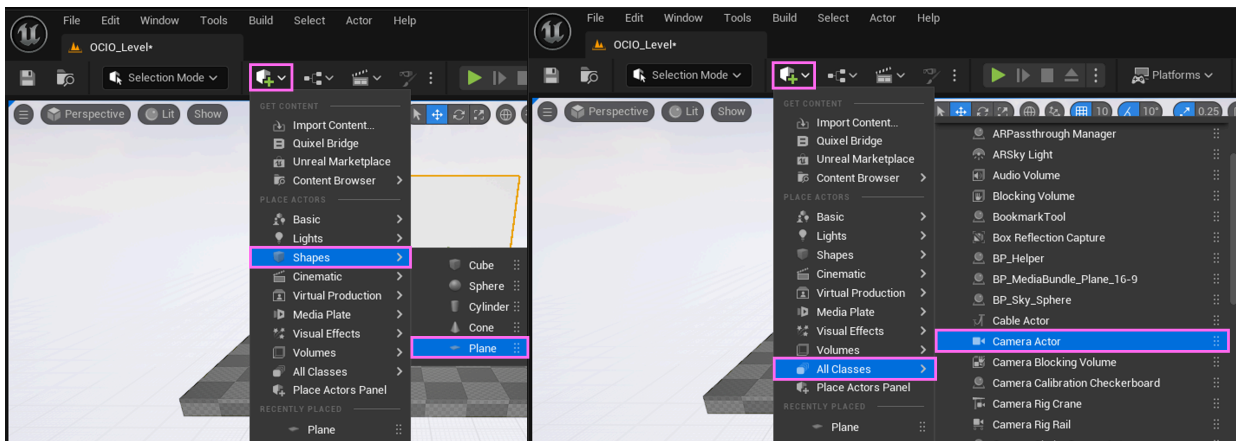 File Edit Window Tools Build Select Actor Help
OCIO_Level•
Selection Mode
Perspective Lit Show
GET CONTENT
Import Content...
Quixel Bridge
Unreal Marketplace
Content Browser
PLACE ACTORS
Basic
Lights
Shapes
Cinematic
Virtual Production
Media Plate
Visual Effects
Volumes
All Classes
Place Actors Panel
RECENTLY PLACED
Plane
Cube
Sphere
Cylinder
Cone
Plane
File Edit Window Tools Build Select Actor Help
OCIO_Level•
Selection Mode Platforms
Perspective Lit Show 10 10° 0.25
GET CONTENT
Import Content...
Quixel Bridge
Unreal Marketplace
Content Browser
PLACE ACTORS
Basic
Lights
Shapes
Cinematic
Virtual Production
Media Plate
Visual Effects
Volumes
All Classes
Place Actors Panel
RECENTLY PLACED
Plane
ARPassthrough Manager
ARSky Light
Audio Volume
Blocking Volume
BookmarkTool
Box Reflection Capture
BP_Helper
BP_MediaBundle_Plane_16-9
BP_Sky_Sphere
Cable Actor
Camera Actor
Camera Blocking Volume
Camera Calibration Checkerboard
Camera Rig Crane
Camera Rig Rail